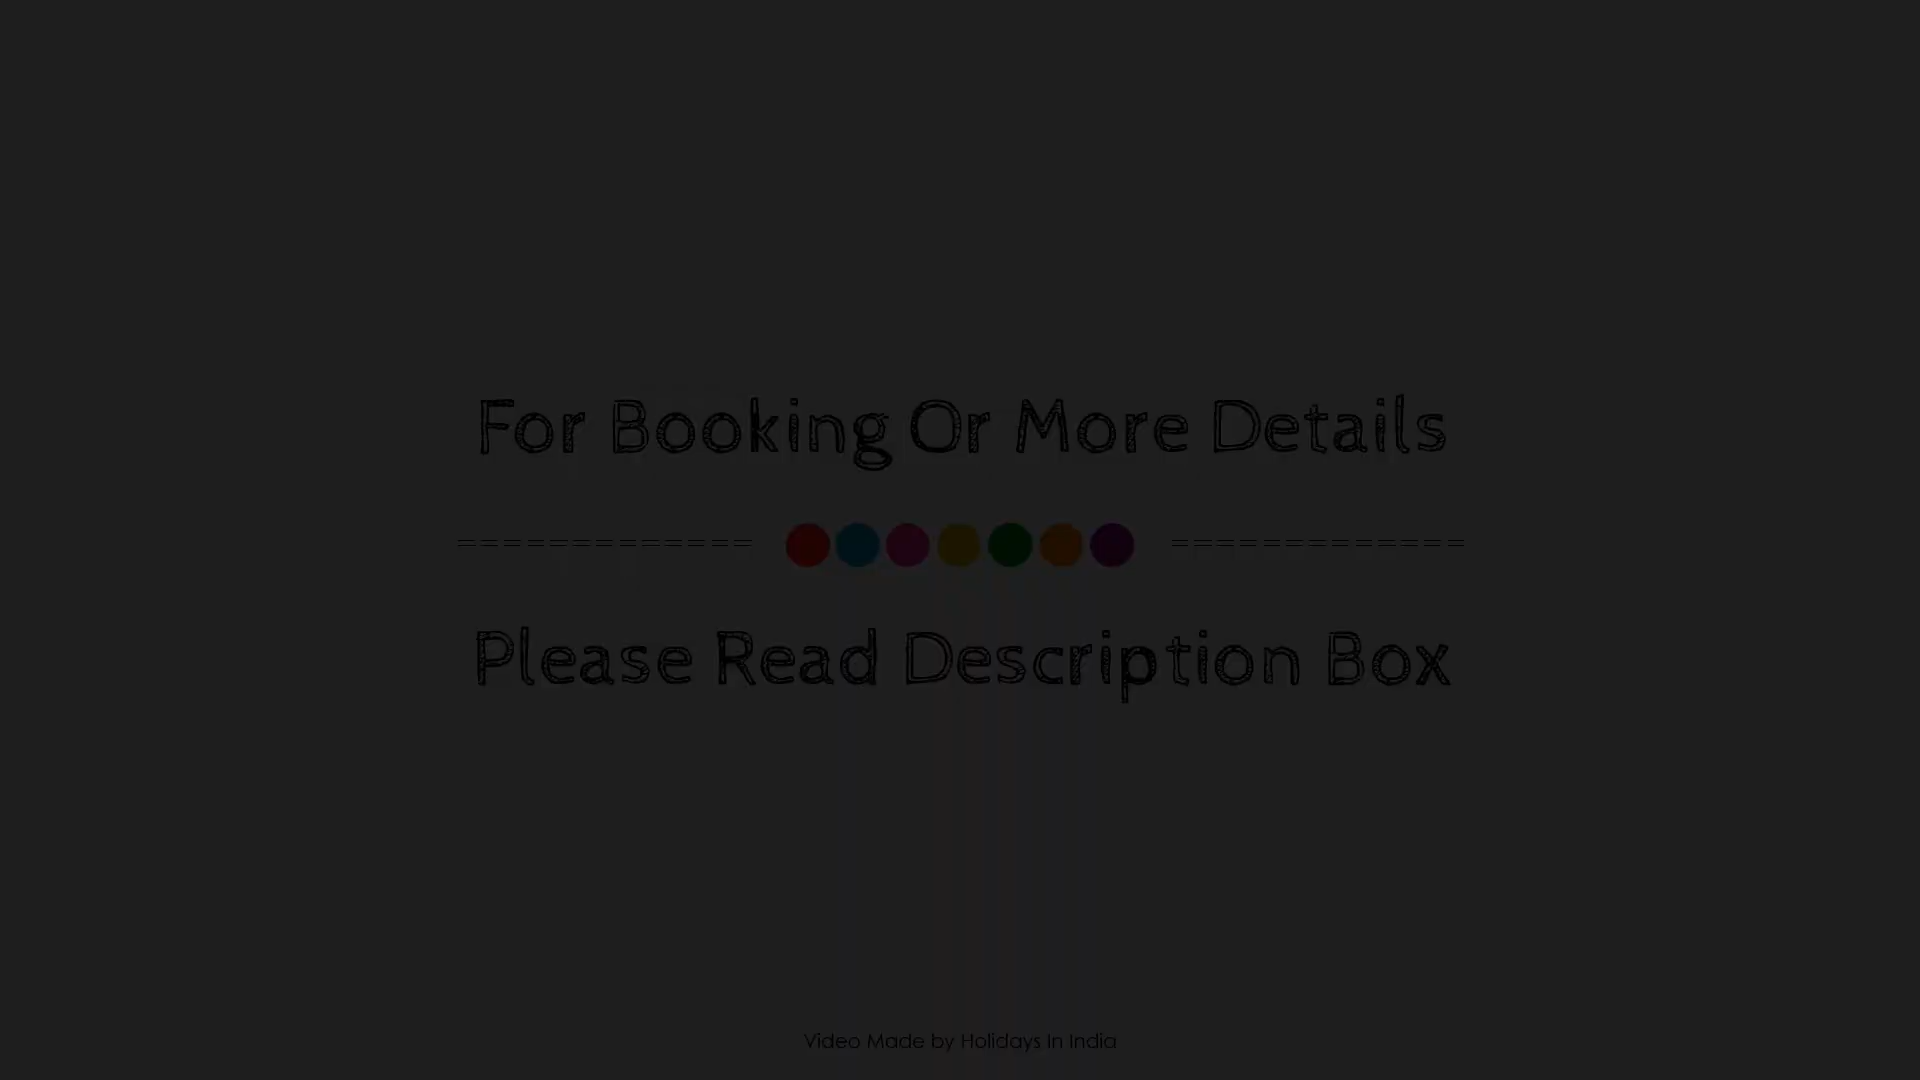 For Booking Or More Details
============= =============
Please Read Description Box
Video Made by Holidays In India